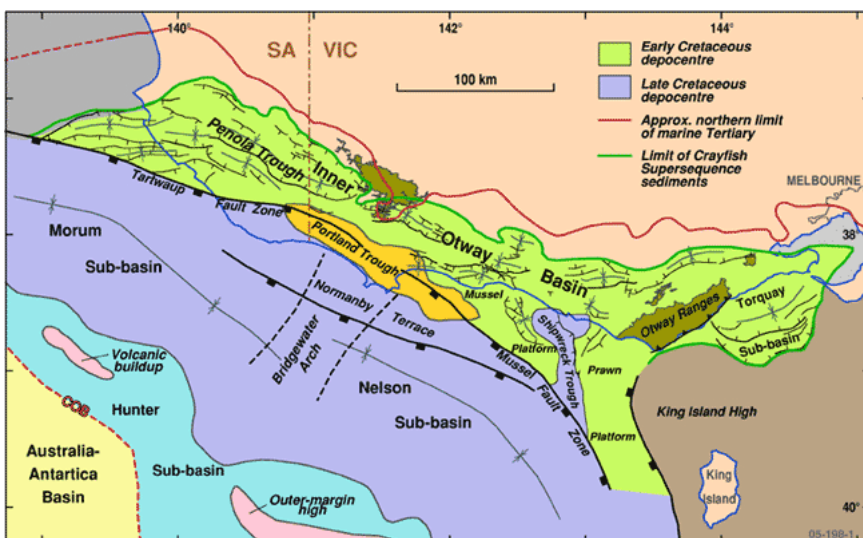 140°
142°
144°
SA
VIC
100 km
Early Cretaceous
depocentre
Late Cretaceous
depocentre
Approx. northern limit
of marine Tertiary
Limit of Crayfish
Supersequence
sediments
MELBOURNE
38°
Penola Trough
Inner
Otway
Basin
Tartwaup
Fault Zone
Portland Trough
Morum
Sub-basin
Normanby
Terrace
Bridgewater
Arch
Mussel
Platform
Shipwreck Trough
Otway Ranges
Torquay
Sub-basin
Prawn
Platform
Mussel
Fault
Zone
Nelson
Sub-basin
King Island High
King
Island
Volcanic
buildup
COB
Hunter
Sub-basin
Australia-
Antartica
Basin
Outer-margin
high
40°
05-198-1